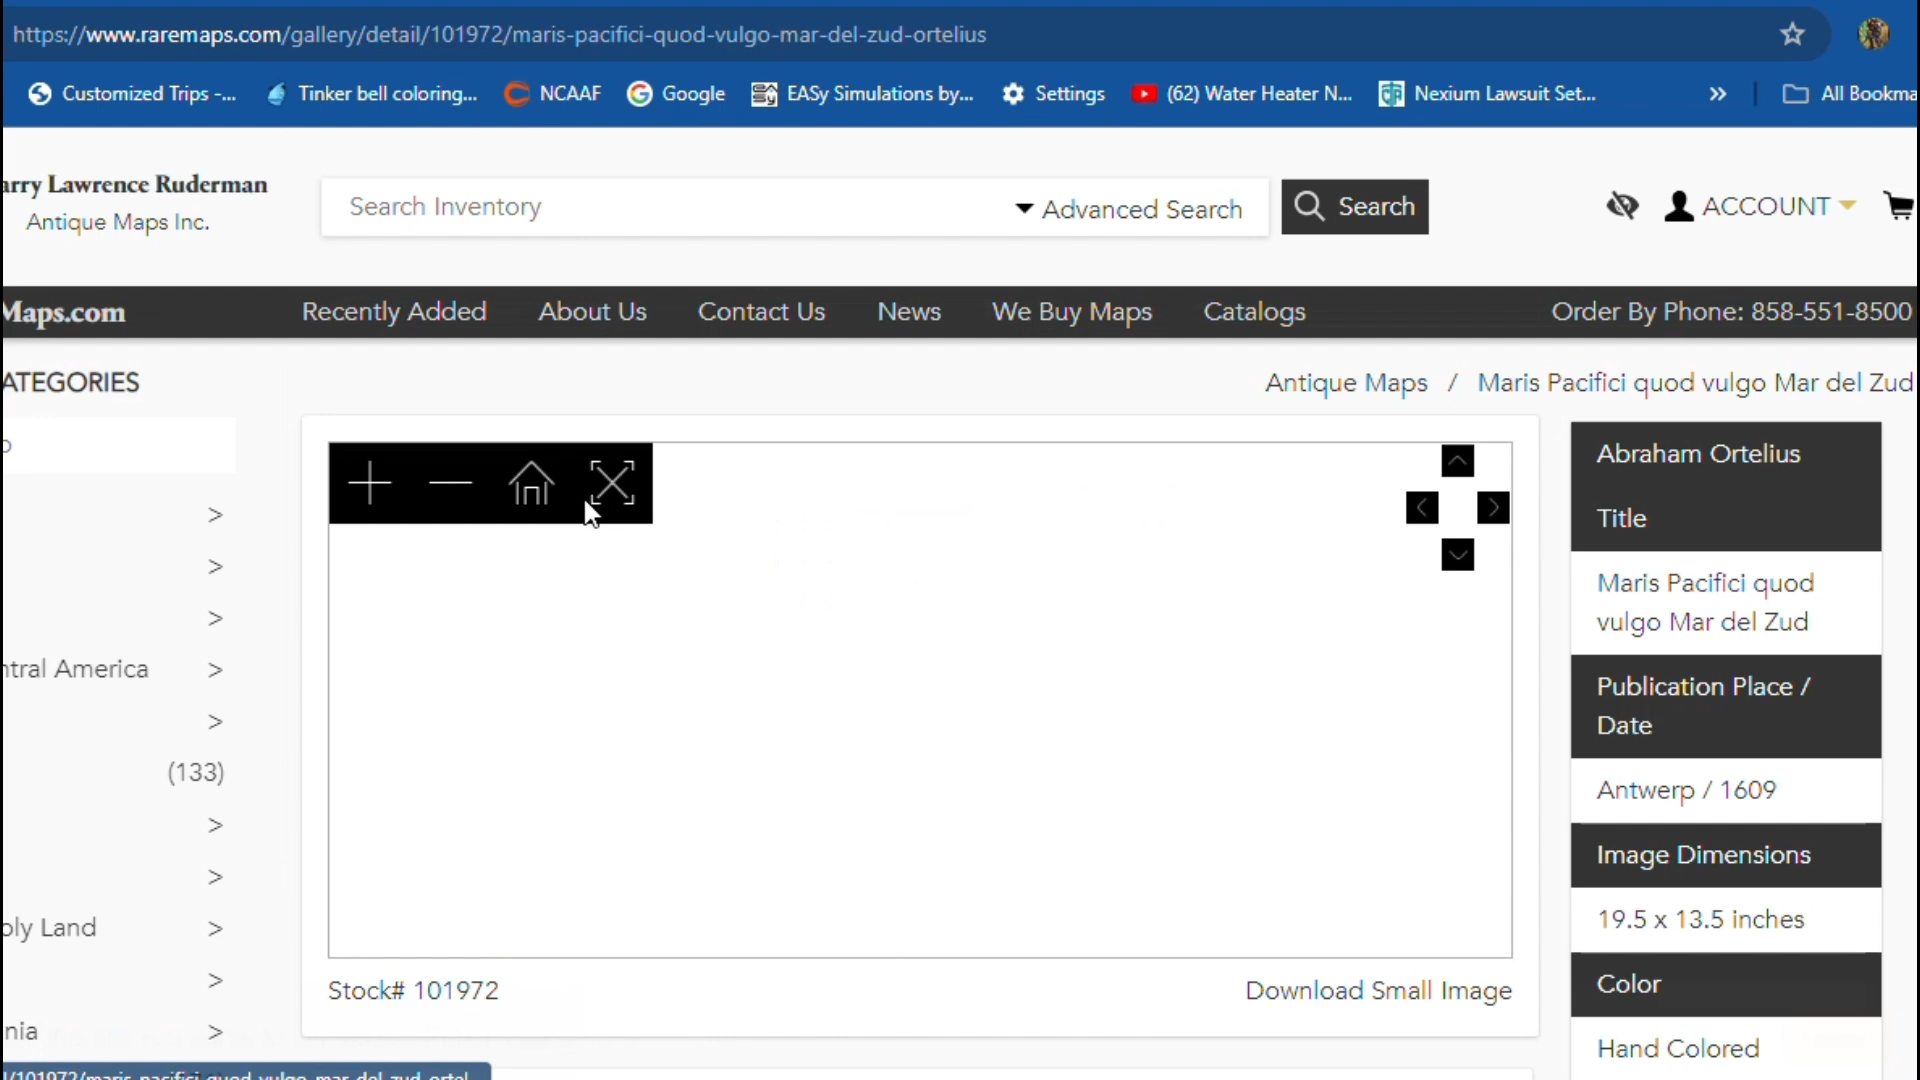 https://www.raremaps.com/gallery/detail/101972/maris-pacifici-quod-vulgo-mar-del-zud-ortelius
Customized Trips -... Tinker bell coloring... NCAAF Google EASy Simulations by... Settings (62) Water Heater N... Nexium Lawsuit Set... » All Bookma
arry Lawrence Ruderman
Antique Maps Inc.
Search Inventory
Advanced Search
Search
ACCOUNT
Maps.com
Recently Added About Us Contact Us News We Buy Maps Catalogs Order By Phone: 858-551-8500
ATEGORIES
Antique Maps / Maris Pacifici quod vulgo Mar del Zud
Abraham Ortelius
Title
Maris Pacifici quod
vulgo Mar del Zud
Publication Place /
Date
Antwerp / 1609
Image Dimensions
19.5 x 13.5 inches
Color
Hand Colored
>
>
>
ntral America >
>
(133)
>
>
oly Land >
>
nia >
Stock# 101972
Download Small Image